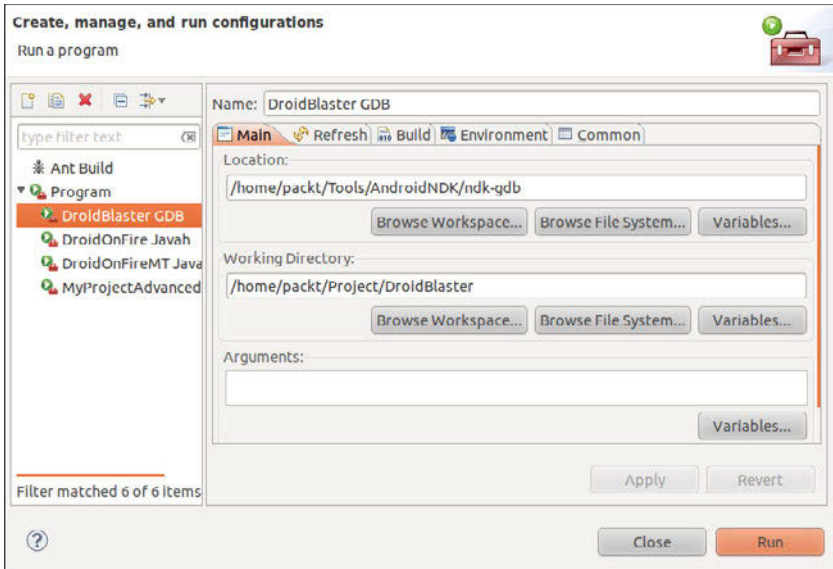 Create, manage, and run configurations
Run a program
type filter text
Ant Build
Program
DroidBlaster GDB
DroidOnFire Javah
DroidOnFireMT Java
MyProjectAdvanced
Filter matched 6 of 6 items
Name: DroidBlaster GDB
Main Refresh Build Environment Common
Location:
/home/packt/Tools/AndroidNDK/ndk-gdb
Browse Workspace... Browse File System... Variables...
Working Directory:
/home/packt/Project/DroidBlaster
Browse Workspace... Browse File System... Variables...
Arguments:
Variables...
Apply Revert
Close Run